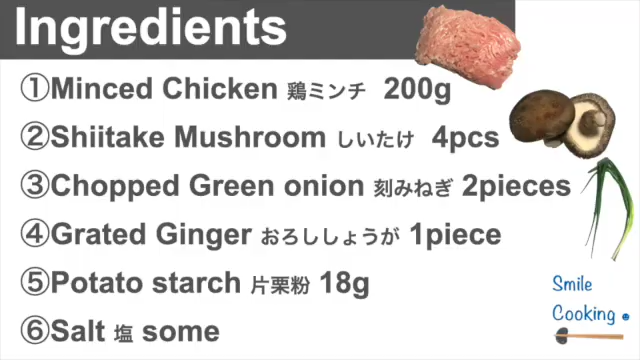 Ingredients
①Minced Chicken 鶏ミンチ 200g
②Shiitake Mushroom しいたけ 4pcs
③Chopped Green onion 刻みねぎ 2pieces
④Grated Ginger おろししょうが 1piece
⑤Potato starch 片栗粉 18g
⑥Salt 塩 some
Smile
Cooking